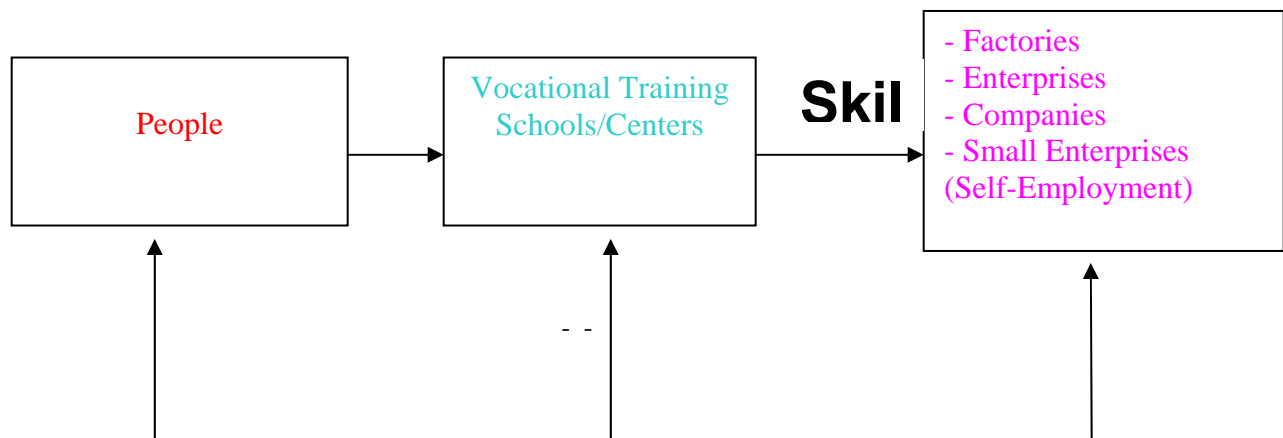 People
Vocational Training
Schools/Centers
Skil
- Factories
- Enterprises
- Companies
- Small Enterprises
(Self-Employment)
- -